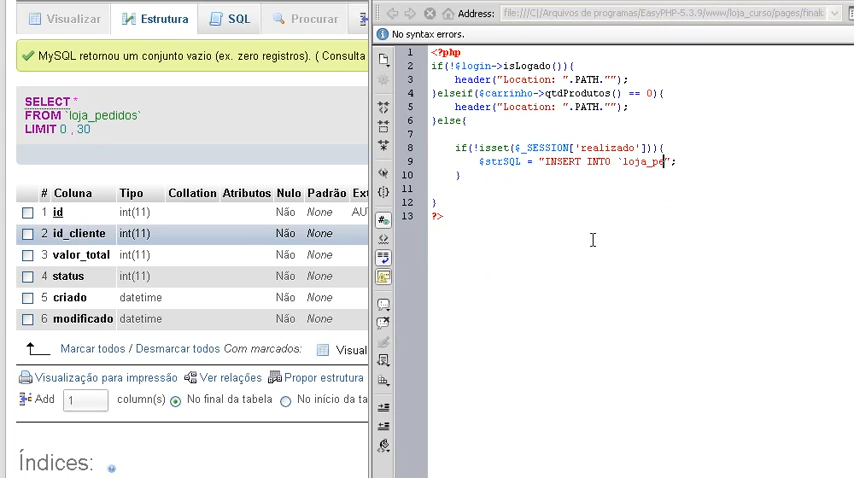 Visualizar Estrutura SQL Procurar
MySQL retornou um conjunto vazio (ex. zero registros). ( Consulta
SELECT *
FROM `loja_pedidos`
LIMIT 0 , 30
# Coluna Tipo Collation Atributos Nulo Padrão Ext
1 id int(11) Não None AU
2 id_cliente int(11) Não None
3 valor_total int(11) Não None
4 status int(11) Não None
5 criado datetime Não None
6 modificado datetime Não None
Marcar todos / Desmarcar todos Com marcados: Visual
Visualização para impressão Ver relações Propor estrutura
Add 1 column(s) No final da tabela No início da ta
Índices:
Address: file:///C|/Arquivos de programas/EasyPHP-5.3.9/www/loja_curso/pages/finali
No syntax errors.
1 <?php
2 if(!$login->isLogado()){
3 header("Location: ".PATH."");
4 }elseif($carrinho->qtdProdutos() == 0){
5 header("Location: ".PATH."");
6 }else{
7
8 if(!isset($_SESSION['realizado'])){
9 $strSQL = "INSERT INTO `loja_pe";
10 }
11
12 }
13 ?>